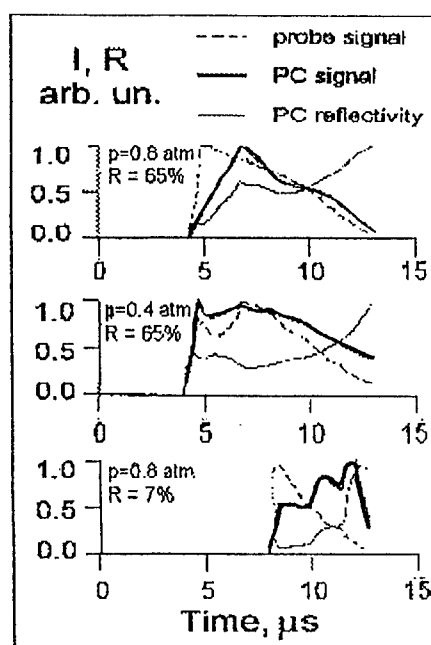 I, R
arb. un.
probe signal
PC signal
PC reflectivity
1.0
0.5
0.0
p=0.8 atm
R = 65%
0
5
10
15
1.0
0.5
0.0
p=0.4 atm
R = 65%
0
5
10
15
1.0
0.5
0.0
p=0.8 atm
R = 7%
0
5
10
15
Time, µs